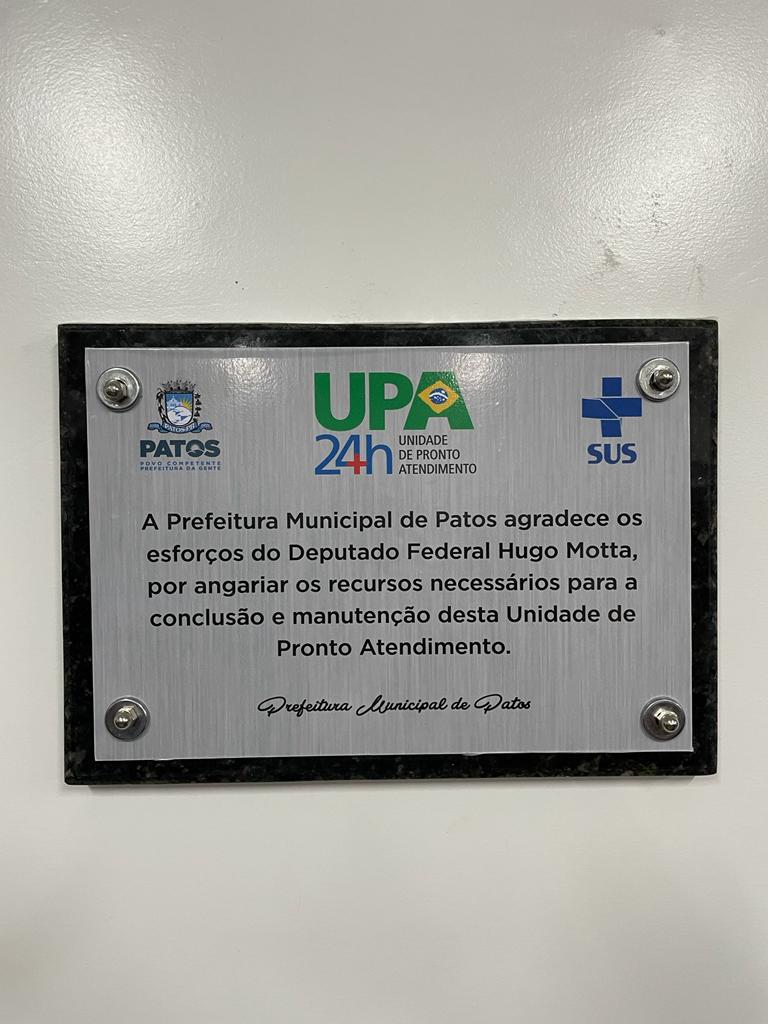 PATOS-PB
PATOS
POVO COMPETENTE
PREFEITURA DA GENTE
UPA
24h
UNIDADE
DE PRONTO
ATENDIMENTO
SUS
A Prefeitura Municipal de Patos agradece os
esforços do Deputado Federal Hugo Motta,
por angariar os recursos necessários para a
conclusão e manutenção desta Unidade de
Pronto Atendimento.
Prefeitura Municipal de Patos